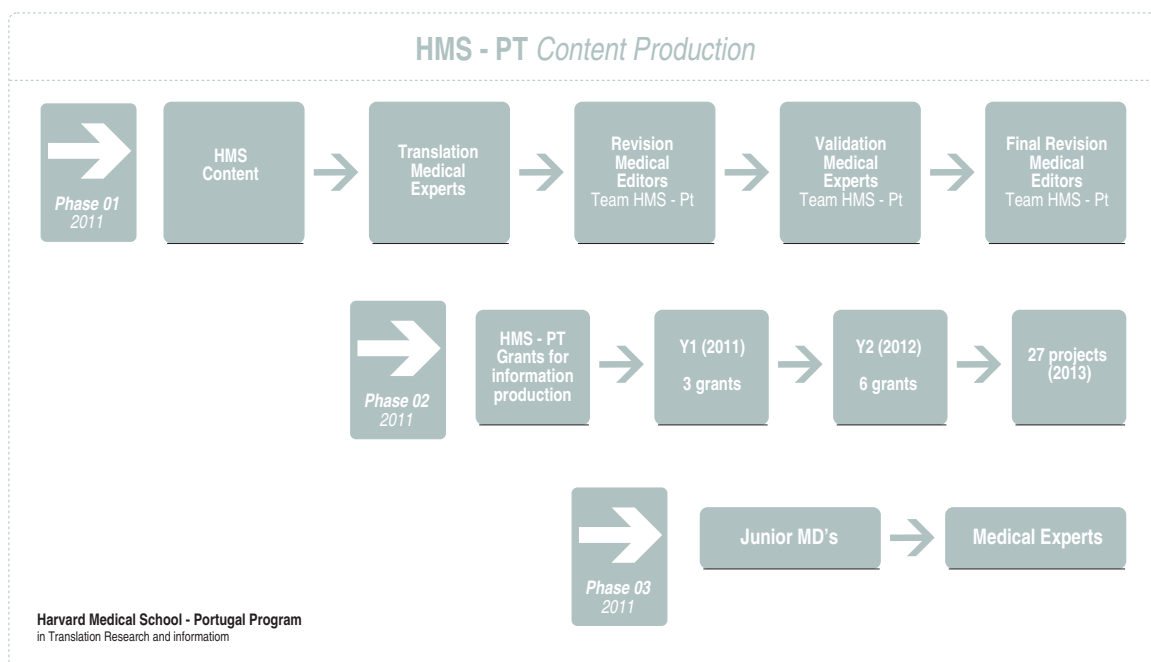 HMS - PT Content Production
Phase 01
2011
HMS
Content
Translation
Medical
Experts
Revision
Medical
Editors
Team HMS - Pt
Validation
Medical
Experts
Team HMS - Pt
Final Revision
Medical
Editors
Team HMS - Pt
Phase 02
2011
HMS - PT
Grants for
information
production
Y1 (2011)
3 grants
Y2 (2012)
6 grants
27 projects
(2013)
Phase 03
2011
Junior MD's
Medical Experts
Harvard Medical School - Portugal Program
in Translation Research and informatiom